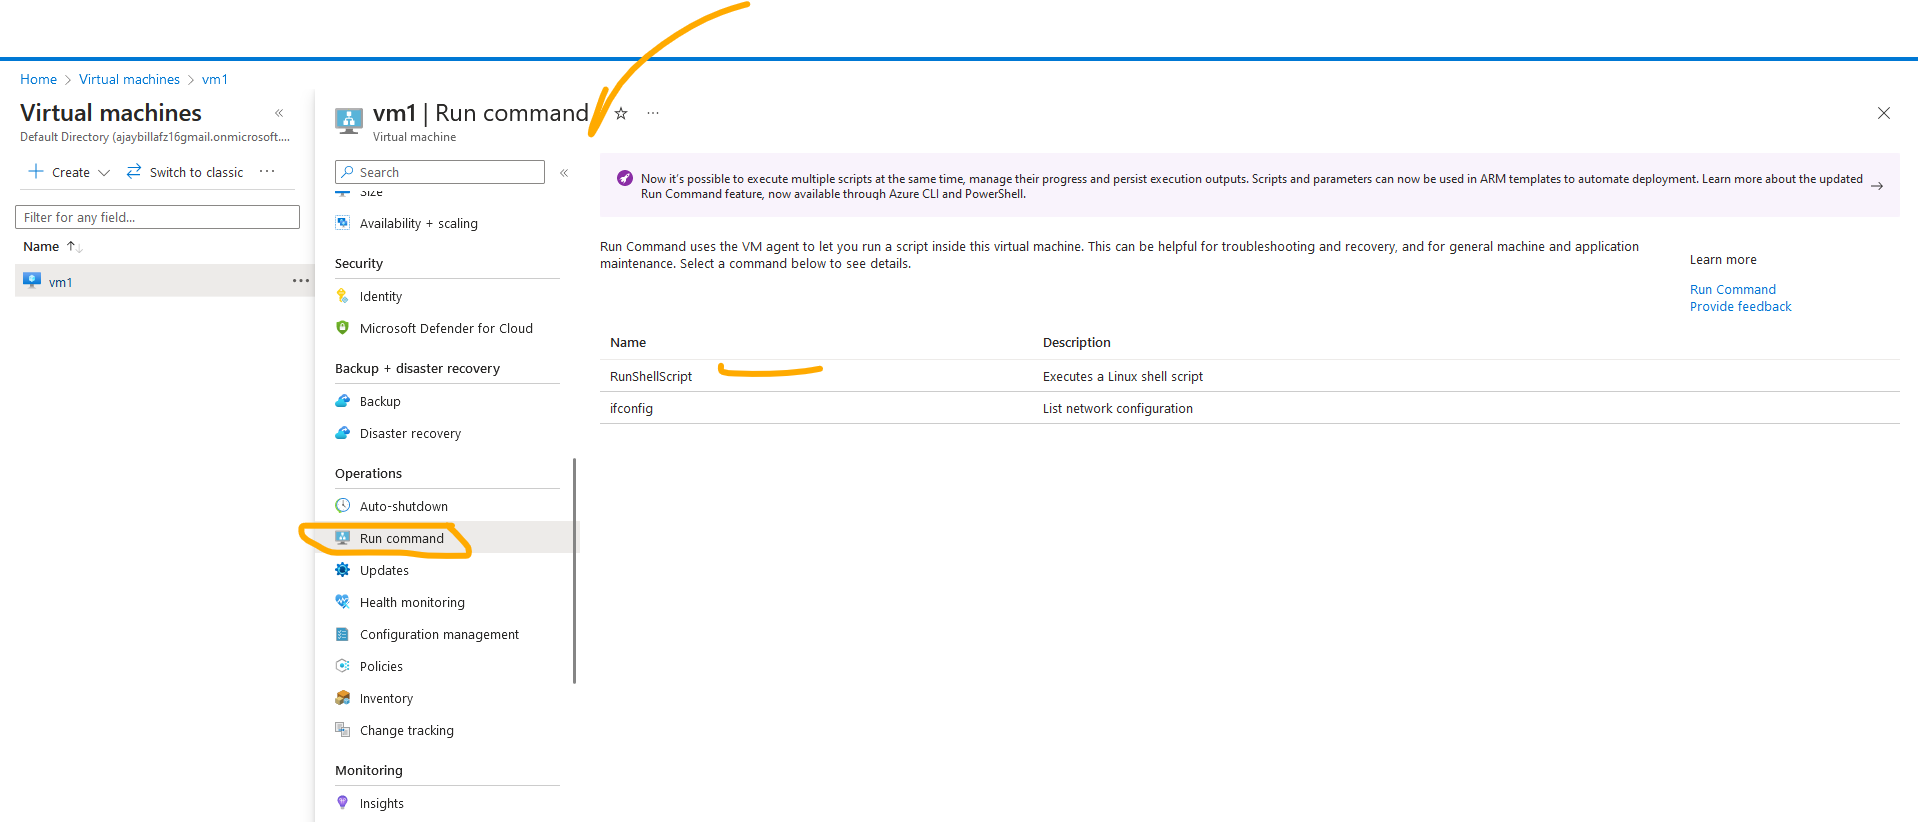 Home > Virtual machines > vm1
Virtual machines «
Default Directory (ajaybillafz16gmail.onmicrosoft....
+ Create Switch to classic ...
Filter for any field...
Name ↑↓
vm1 ...
vm1 | Run command ☆ ...
Virtual machine
Search «
Size
Availability + scaling
Security
Identity
Microsoft Defender for Cloud
Backup + disaster recovery
Backup
Disaster recovery
Operations
Auto-shutdown
Run command
Updates
Health monitoring
Configuration management
Policies
Inventory
Change tracking
Monitoring
Insights
Now it's possible to execute multiple scripts at the same time, manage their progress and persist execution outputs. Scripts and parameters can now be used in ARM templates to automate deployment. Learn more about the updated
Run Command feature, now available through Azure CLI and PowerShell.
Run Command uses the VM agent to let you run a script inside this virtual machine. This can be helpful for troubleshooting and recovery, and for general machine and application
maintenance. Select a command below to see details.
Learn more
Run Command
Provide feedback
Name Description
RunShellScript Executes a Linux shell script
ifconfig List network configuration